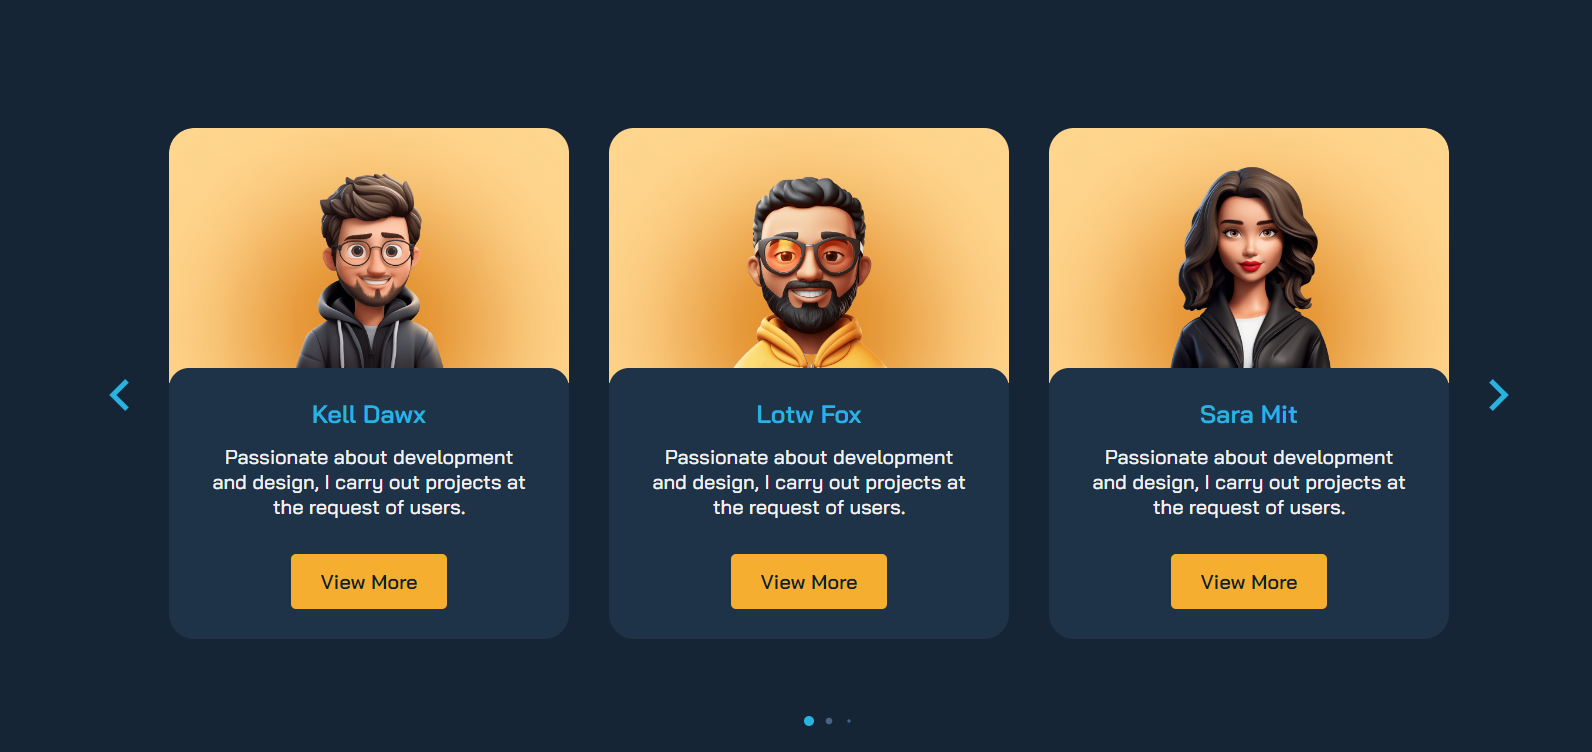 Kell Dawx
Passionate about development
and design, I carry out projects at
the request of users.
View More
Lotw Fox
Passionate about development
and design, I carry out projects at
the request of users.
View More
Sara Mit
Passionate about development
and design, I carry out projects at
the request of users.
View More